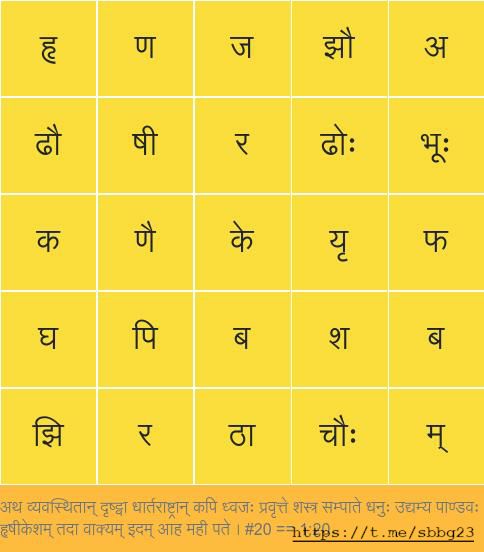 हृ ण ज झौ अ
ढौ षी र ढोः भूः
क णै के यृ फ
घ पि ब श ब
झि र ठा चौः म्
अथ व्यवस्थितान् दृष्ट्वा धार्तराष्ट्रान् कपि ध्वजः प्रवृत्ते शस्त्र सम्पाते धनुः उद्यम्य पाण्डवः
हृषीकेशम् तदा वाक्यम् इदम् आह मही पते । #20 == 1:20
https://t.me/sbbg23